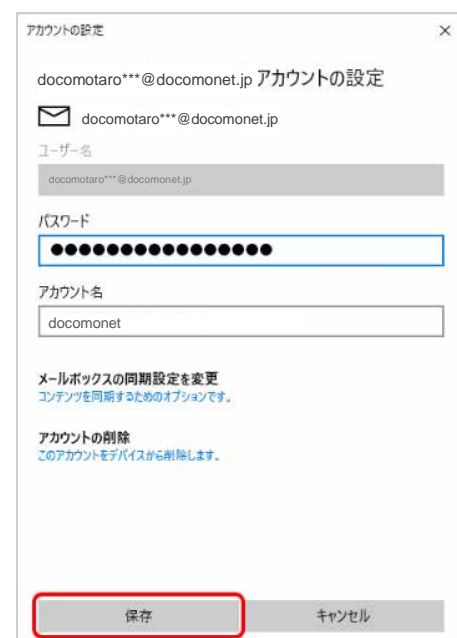 アカウントの設定
docomotaro***@docomonet.jp アカウントの設定
docomotaro***@docomonet.jp
ユーザー名
docomotaro***@docomonet.jp
パスワード
●●●●●●●●●●●●●●●●
アカウント名
docomonet
メールボックスの同期設定を変更
コンテンツを同期するためのオプションです。
アカウントの削除
このアカウントをデバイスから削除します。
保存 キャンセル